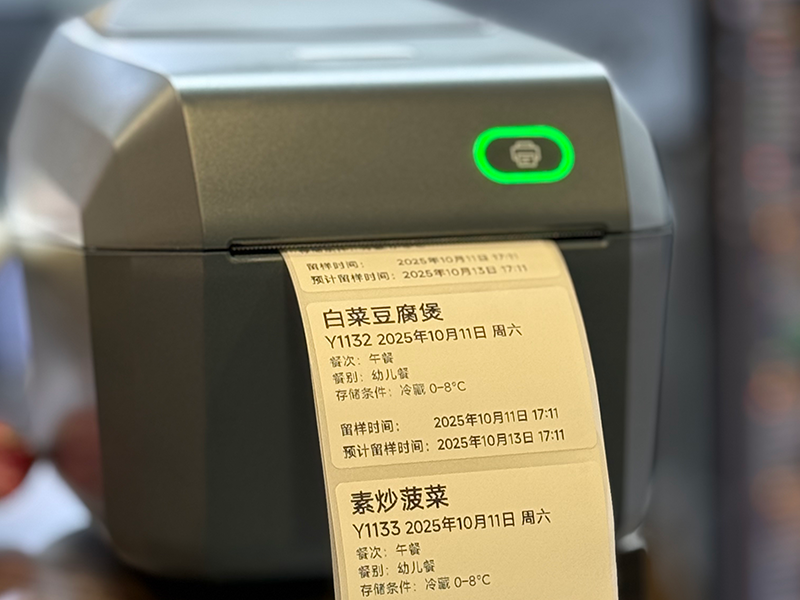 留样时间: 2025年10月11日 17:11
预计留样时间: 2025年10月13日 17:11
白菜豆腐煲
Y1132 2025年10月11日 周六
餐次: 午餐
餐别: 幼儿餐
存储条件: 冷藏 0-8°C
留样时间: 2025年10月11日 17:11
预计留样时间: 2025年10月13日 17:11
素炒菠菜
Y1133 2025年10月11日 周六
餐次: 午餐
餐别: 幼儿餐
存储条件: 冷藏 0-8°C